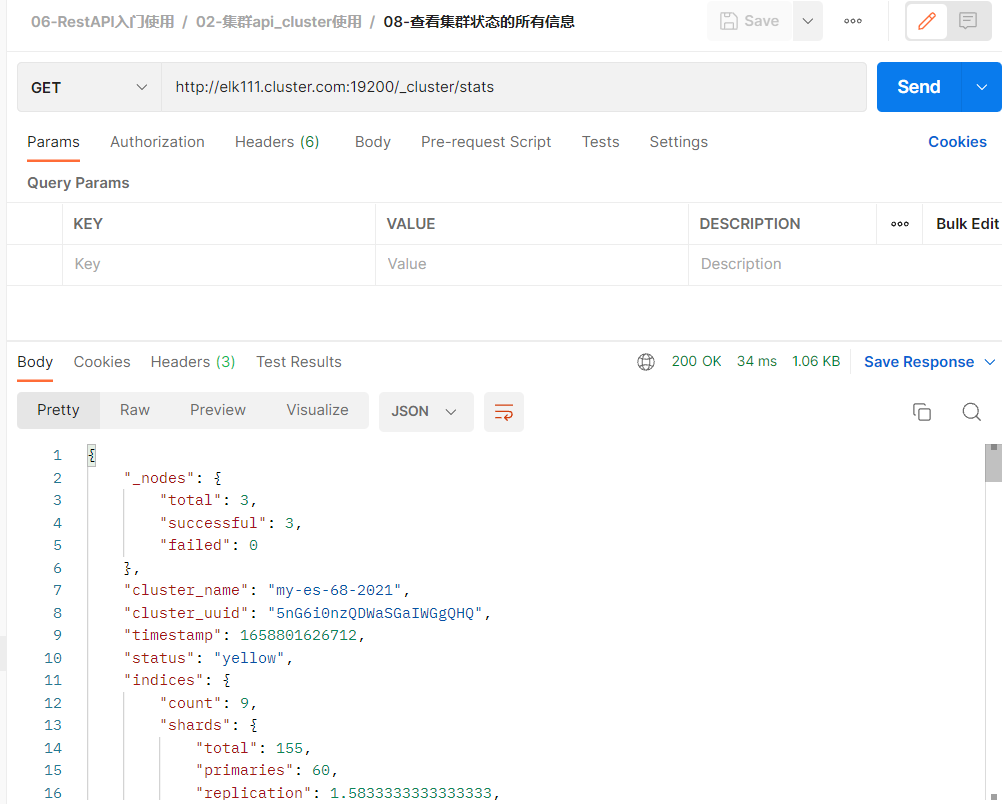 06-RestAPI入门使用 / 02-集群api_cluster使用 / 08-查看集群状态的所有信息 Save
GET http://elk111.cluster.com:19200/_cluster/stats Send
Params Authorization Headers (6) Body Pre-request Script Tests Settings Cookies
Query Params
KEY VALUE DESCRIPTION Bulk Edit
Key Value Description
Body Cookies Headers (3) Test Results 200 OK 34 ms 1.06 KB Save Response
Pretty Raw Preview Visualize JSON
1 {
2 "_nodes": {
3 "total": 3,
4 "successful": 3,
5 "failed": 0
6 },
7 "cluster_name": "my-es-68-2021",
8 "cluster_uuid": "5nG6i0nzQDWaSGaIWGgQHQ",
9 "timestamp": 1658801626712,
10 "status": "yellow",
11 "indices": {
12 "count": 9,
13 "shards": {
14 "total": 155,
15 "primaries": 60,
16 "replication": 1.5833333333333333,